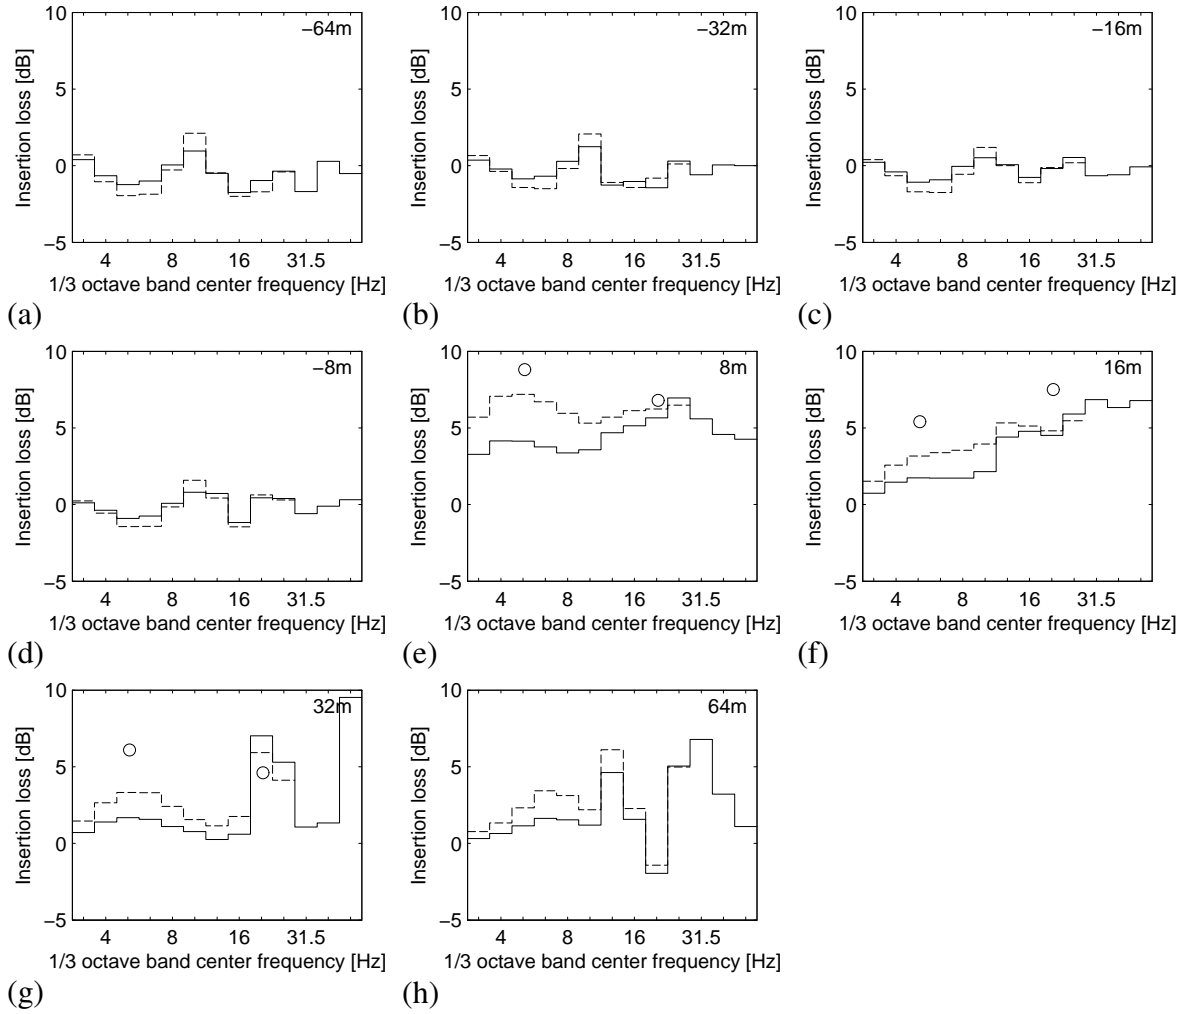 10
5
0
−5
Insertion loss [dB]
−64m
4 8 16 31.5
1/3 octave band center frequency [Hz]
(a)
10
5
0
−5
Insertion loss [dB]
−32m
4 8 16 31.5
1/3 octave band center frequency [Hz]
(b)
10
5
0
−5
Insertion loss [dB]
−16m
4 8 16 31.5
1/3 octave band center frequency [Hz]
(c)
10
5
0
−5
Insertion loss [dB]
−8m
4 8 16 31.5
1/3 octave band center frequency [Hz]
(d)
10
5
0
−5
Insertion loss [dB]
8m
4 8 16 31.5
1/3 octave band center frequency [Hz]
(e)
10
5
0
−5
Insertion loss [dB]
16m
4 8 16 31.5
1/3 octave band center frequency [Hz]
(f)
10
5
0
−5
Insertion loss [dB]
32m
4 8 16 31.5
1/3 octave band center frequency [Hz]
(g)
10
5
0
−5
Insertion loss [dB]
64m
4 8 16 31.5
1/3 octave band center frequency [Hz]
(h)